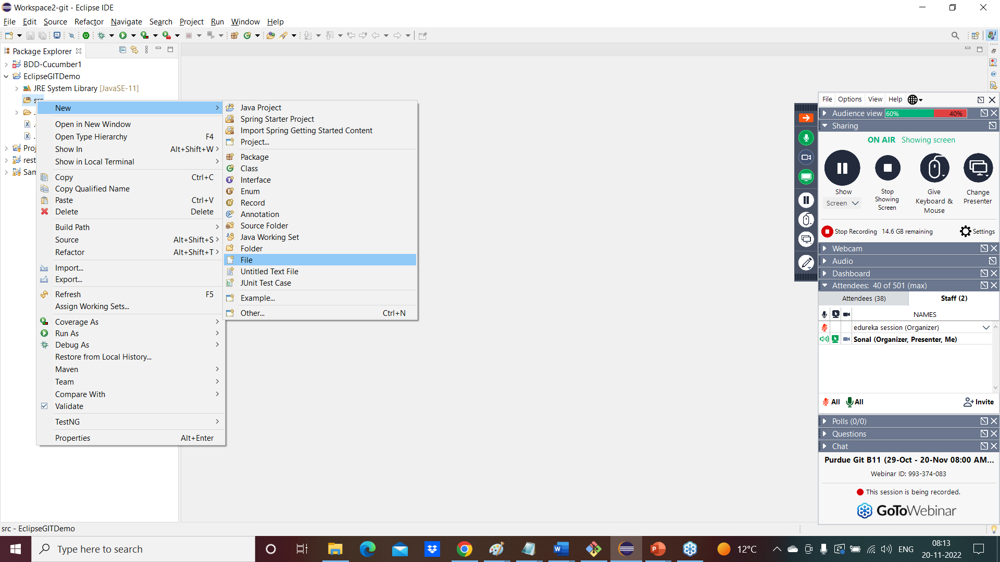 Workspace2-git - Eclipse IDE
File Edit Source Refactor Navigate Search Project Run Window Help
Package Explorer
BDD-Cucumber1
EclipseGITDemo
JRE System Library [JavaSE-11]
New
Open in New Window
Open Type Hierarchy F4
Show In Alt+Shift+W
Show in Local Terminal
Copy Ctrl+C
Copy Qualified Name
Paste Ctrl+V
Delete Delete
Build Path
Source Alt+Shift+S
Refactor Alt+Shift+T
Import...
Export...
Refresh F5
Assign Working Sets...
Coverage As
Run As
Debug As
Restore from Local History...
Maven
Team
Compare With
Validate
TestNG
Properties Alt+Enter
Java Project
Spring Starter Project
Import Spring Getting Started Content
Project...
Package
Class
Interface
Enum
Record
Annotation
Source Folder
Java Working Set
Folder
File
Untitled Text File
JUnit Test Case
Example...
Other... Ctrl+N
File Options View Help
Audience view 60% 40%
Sharing
ON AIR Showing screen
Show
Screen
Stop
Showing
Screen
Give
Keyboard &
Mouse
Change
Presenter
Stop Recording 14.6 GB remaining Settings
Webcam
Audio
Dashboard
Attendees: 40 of 501 (max)
Attendees (38) Staff (2)
NAMES
edureka session (Organizer)
Sonal (Organizer, Presenter, Me)
All All Invite
Polls (0/0)
Questions
Chat
Purdue Git B11 (29-Oct - 20-Nov 08:00 AM...
Webinar ID: 993-374-083
This session is being recorded.
GoToWebinar
src - EclipseGITDemo
Type here to search
12°C
ENG
08:13
20-11-2022